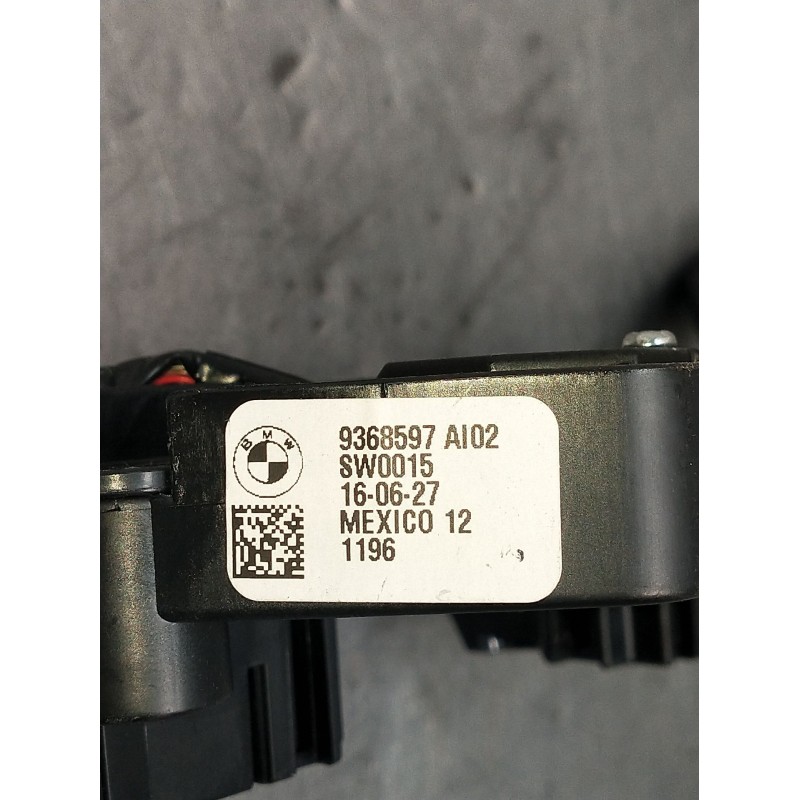 BMW
9368597 AI02
SW0015
16-06-27
MEXICO 12
1196